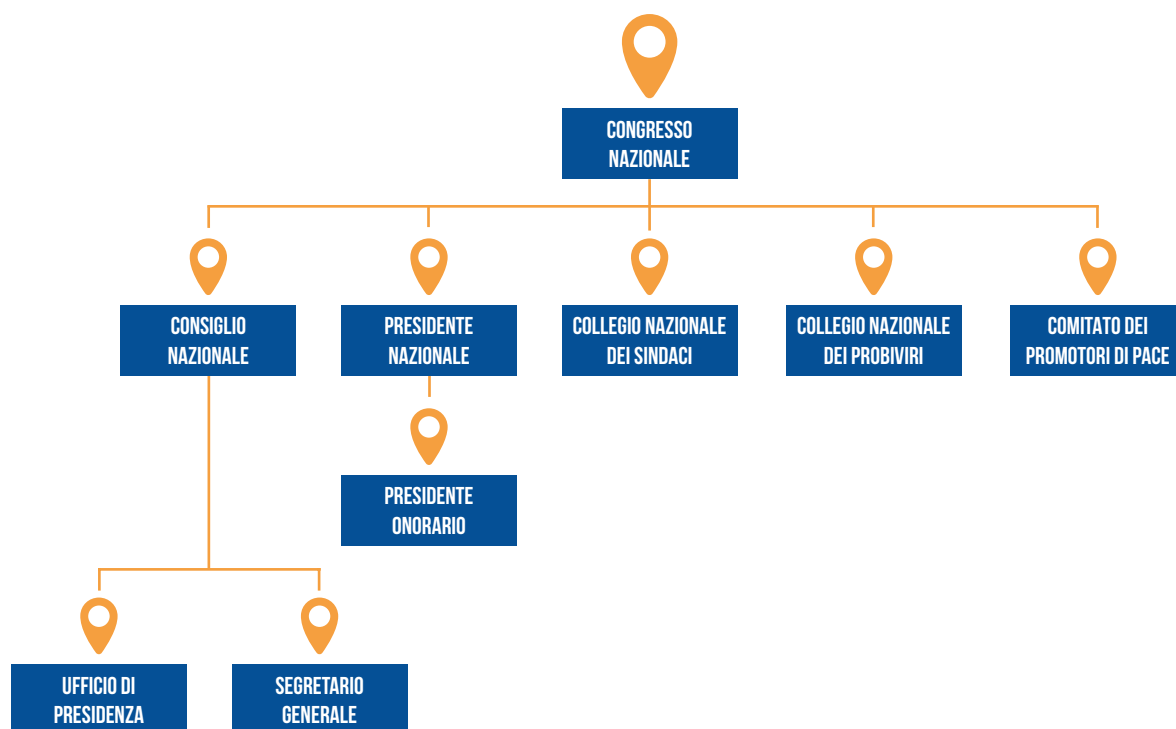 CONGRESSO
NAZIONALE
CONSIGLIO
NAZIONALE
PRESIDENTE
NAZIONALE
COLLEGIO NAZIONALE
DEI SINDACI
COLLEGIO NAZIONALE
DEI PROBIVIRI
COMITATO DEI
PROMOTORI DI PACE
PRESIDENTE
ONORARIO
UFFICIO DI
PRESIDENZA
SEGRETARIO
GENERALE